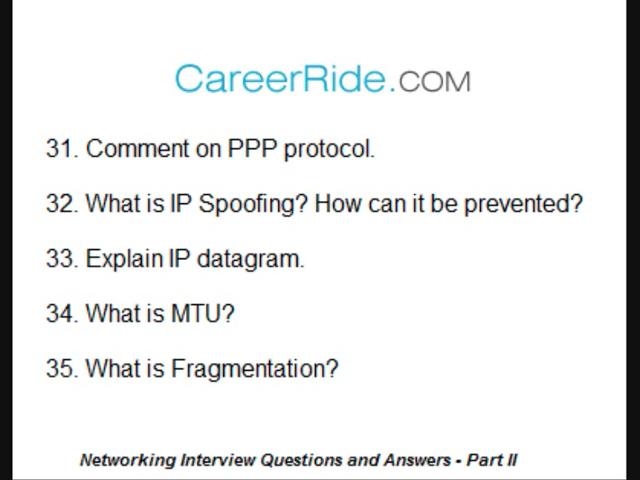 CareerRide.COM
31. Comment on PPP protocol.
32. What is IP Spoofing? How can it be prevented?
33. Explain IP datagram.
34. What is MTU?
35. What is Fragmentation?
Networking Interview Questions and Answers - Part II